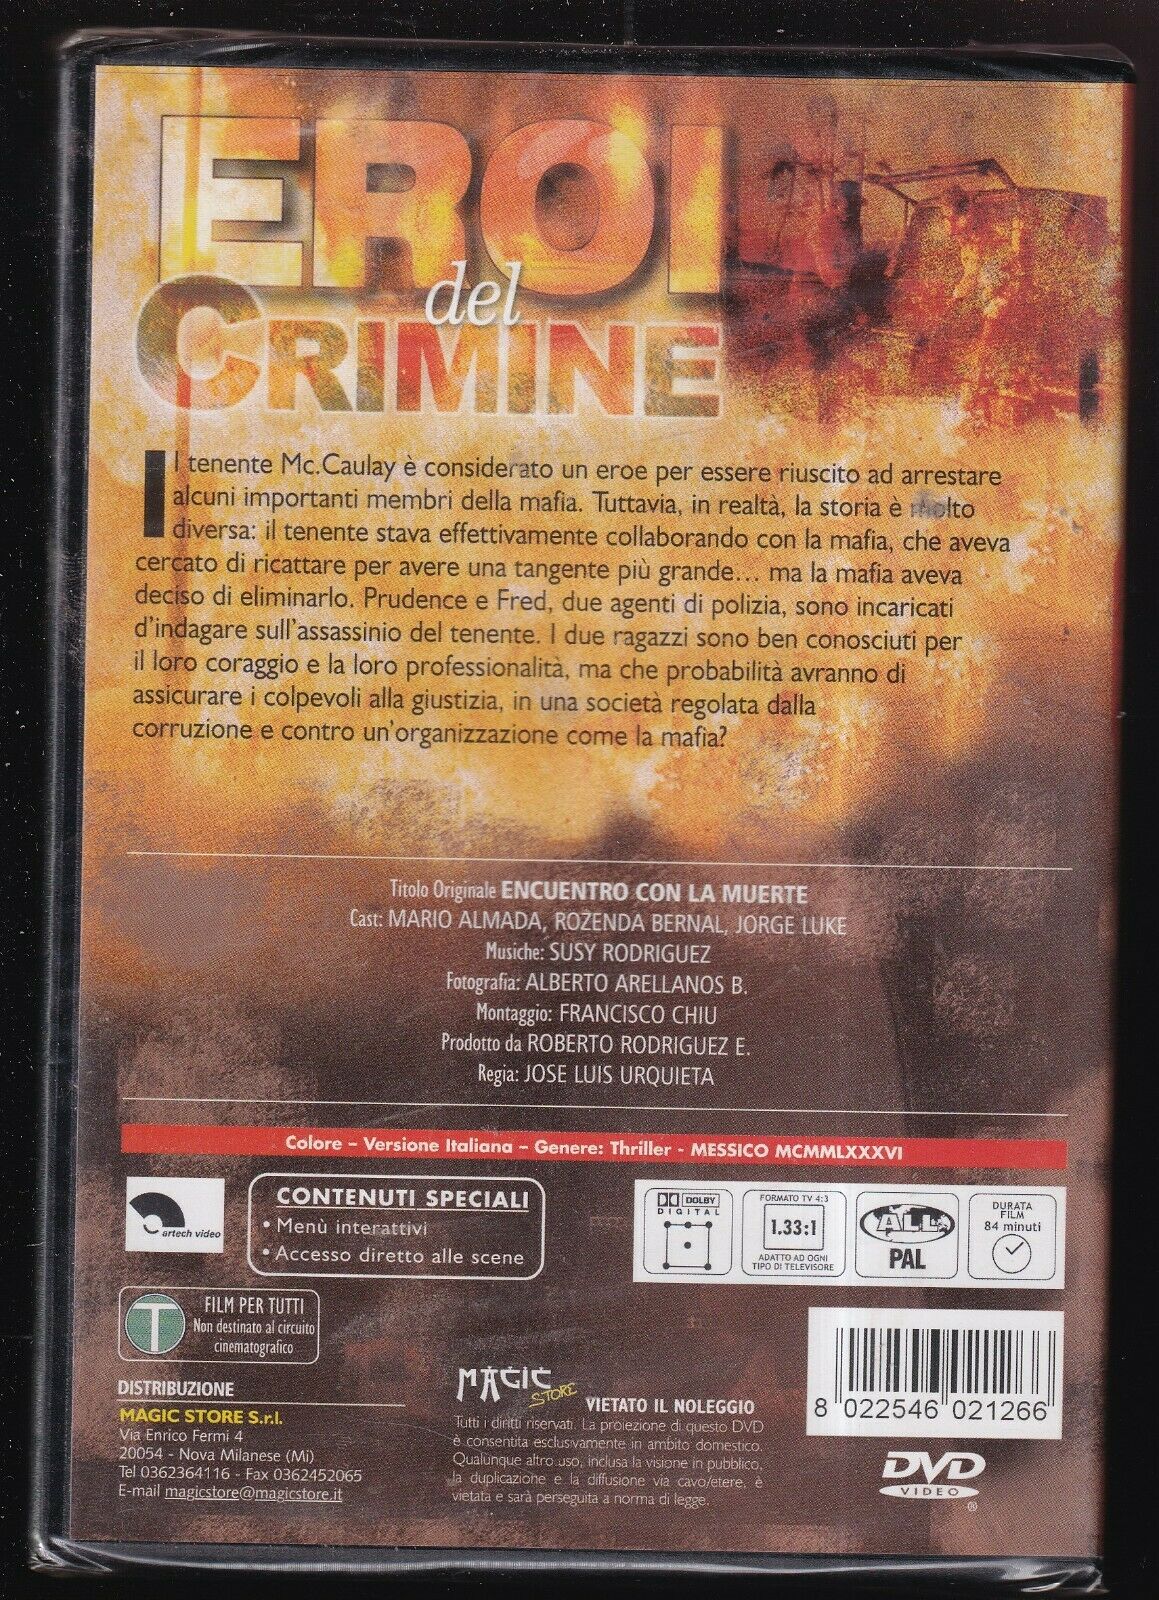 EROI
del
CRIMINE
Il tenente Mc.Caulay è considerato un eroe per essere riuscito ad arrestare
alcuni importanti membri della mafia. Tuttavia, in realtà, la storia è molto
diversa: il tenente stava effettivamente collaborando con la mafia, che aveva
cercato di ricattare per avere una tangente più grande... ma la mafia aveva
deciso di eliminarlo. Prudence e Fred, due agenti di polizia, sono incaricati
d'indagare sull'assassinio del tenente. I due ragazzi sono ben conosciuti per
il loro coraggio e la loro professionalità, ma che probabilità avranno di
assicurare i colpevoli alla giustizia, in una società regolata dalla
corruzione e contro un'organizzazione come la mafia?
Titolo Originale ENCUENTRO CON LA MUERTE
Cast: MARIO ALMADA, ROZENDA BERNAL, JORGE LUKE
Musiche: SUSY RODRIGUEZ
Fotografia: ALBERTO ARELLANOS B.
Montaggio: FRANCISCO CHIU
Prodotto da ROBERTO RODRIGUEZ E.
Regia: JOSE LUIS URQUIETA
Colore – Versione Italiana – Genere: Thriller - MESSICO MCMMLXXXVI
artech video
CONTENUTI SPECIALI
• Menù interattivi
• Accesso diretto alle scene
DOLBY
DIGITAL
FORMATO TV 4:3
1.33:1
ADATTO AD OGNI
TIPO DI TELEVISORE
ALL
PAL
DURATA
FILM
84 minuti
T
FILM PER TUTTI
Non destinato al circuito
cinematografico
DISTRIBUZIONE
MAGIC STORE S.r.l.
Via Enrico Fermi 4
20054 - Nova Milanese (Mi)
Tel 0362364116 - Fax 0362452065
E-mail magicstore@magicstore.it
MAGIC
STORE
VIETATO IL NOLEGGIO
Tutti i diritti riservati. La proiezione di questo DVD
è consentita esclusivamente in ambito domestico.
Qualunque altro uso, inclusa la visione in pubblico,
la duplicazione e la diffusione via cavo/etere, è
vietata e sarà perseguita a norma di legge.
8 022546 021266
DVD
VIDEO
®